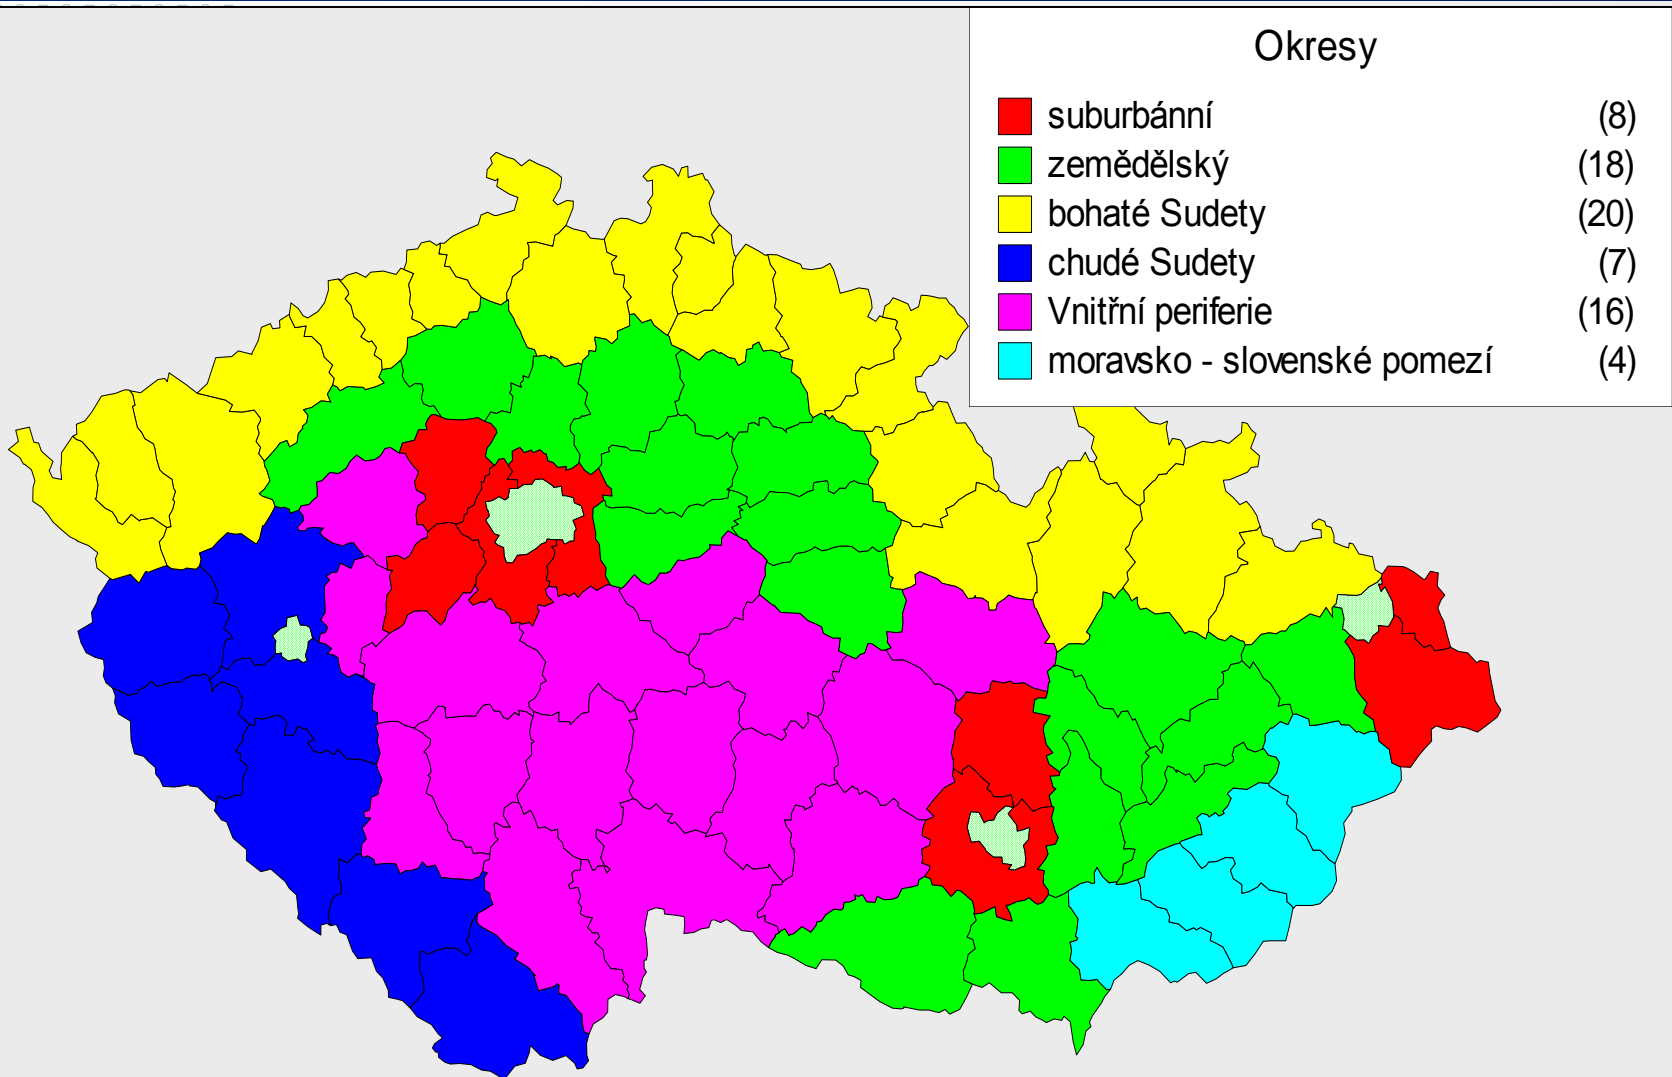 Okresy
suburbánní (8)
zemědělský (18)
bohaté Sudety (20)
chudé Sudety (7)
Vnitřní periferie (16)
moravsko - slovenské pomezí (4)